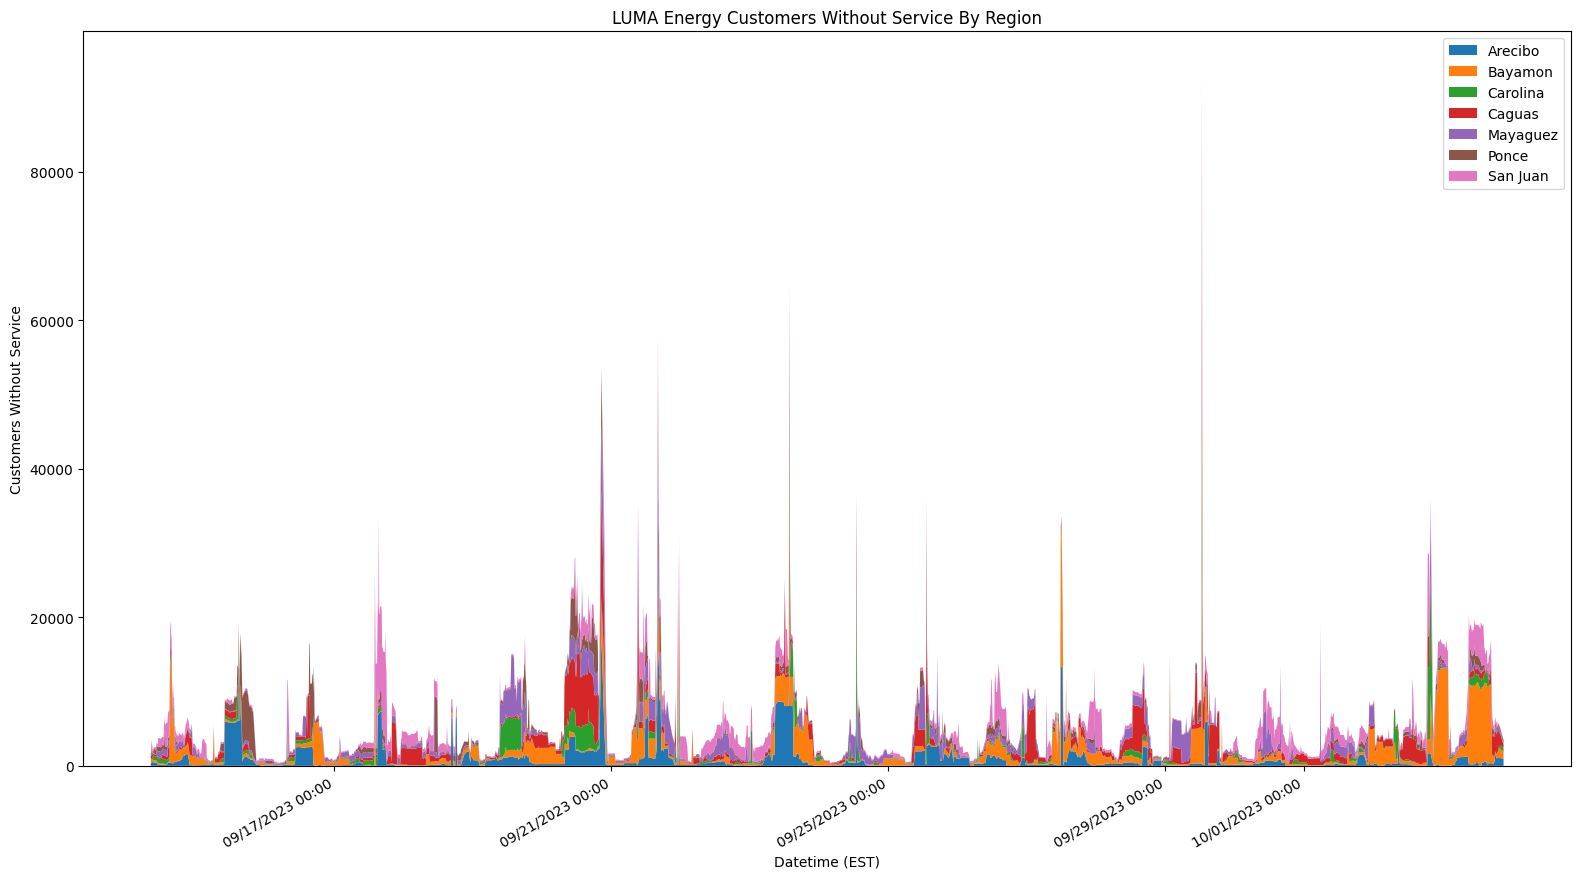 LUMA Energy Customers Without Service By Region
Arecibo
Bayamon
Carolina
Caguas
Mayaguez
Ponce
San Juan
Customers Without Service
80000
60000
40000
20000
0
09/17/2023 00:00
09/21/2023 00:00
09/25/2023 00:00
09/29/2023 00:00
10/01/2023 00:00
Datetime (EST)